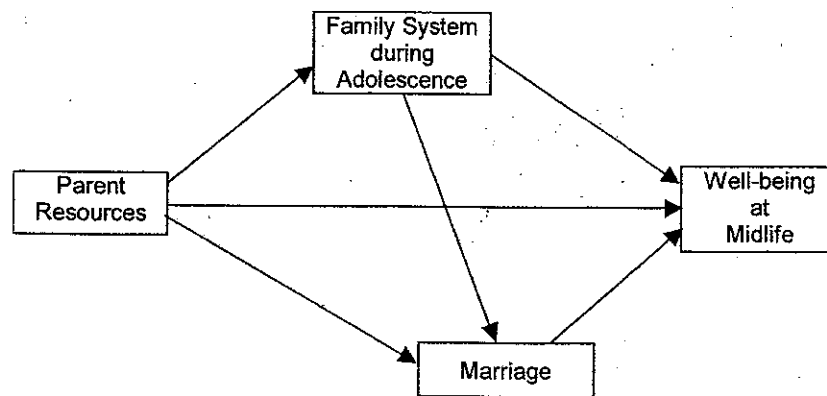 Family System
during
Adolescence
Parent
Resources
Well-being
at
Midlife
Marriage